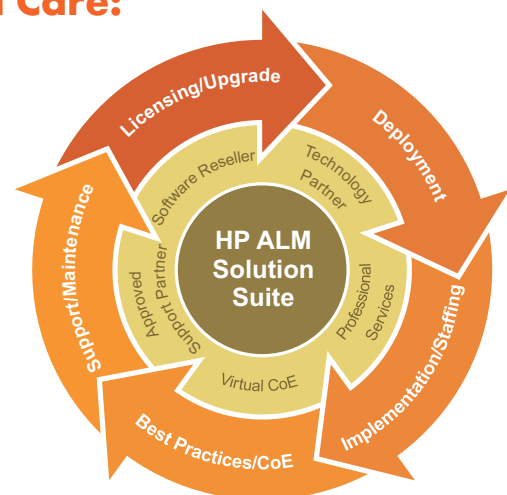 Care:
Licensing/Upgrade
Deployment
Implementation/Staffing
Best Practices/CoE
Support/Maintenance
Software Reseller
Technology
Partner
Professional
Services
Virtual CoE
Approved
Support Partner
HP ALM
Solution
Suite